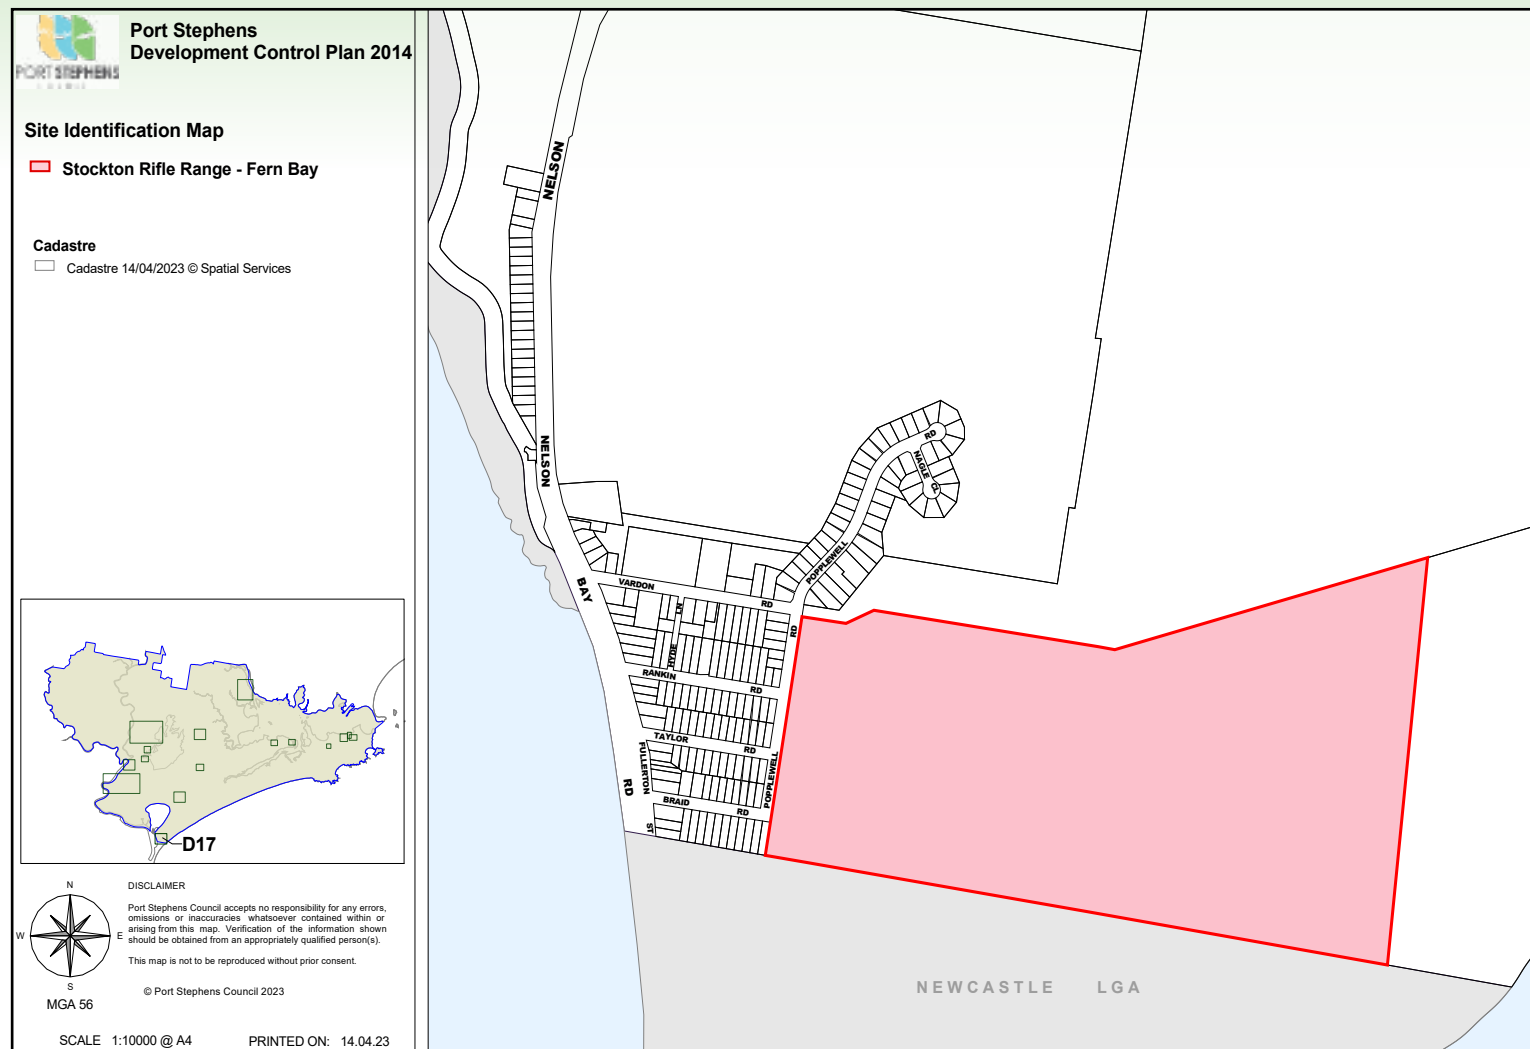 Port Stephens
Development Control Plan 2014
PORT STEPHENS
Site Identification Map
Stockton Rifle Range - Fern Bay
Cadastre
Cadastre 14/04/2023 © Spatial Services
D17
N
W
E
S
MGA 56
DISCLAIMER
Port Stephens Council accepts no responsibility for any errors,
omissions or inaccuracies whatsoever contained within or
arising from this map. Verification of the information shown
should be obtained from an appropriately qualified person(s).
This map is not to be reproduced without prior consent.
© Port Stephens Council 2023
SCALE 1:10000 @ A4
PRINTED ON: 14.04.23
NELSON
NELSON
BAY
RD
RD
NAGLE CL
POPPLEWELL
VARDON
RD
LN
HYDE
RD
RANKIN
RD
TAYLOR
RD
FULLERTON
ST
POPPLEWELL
BRAID
RD
NEWCASTLE LGA